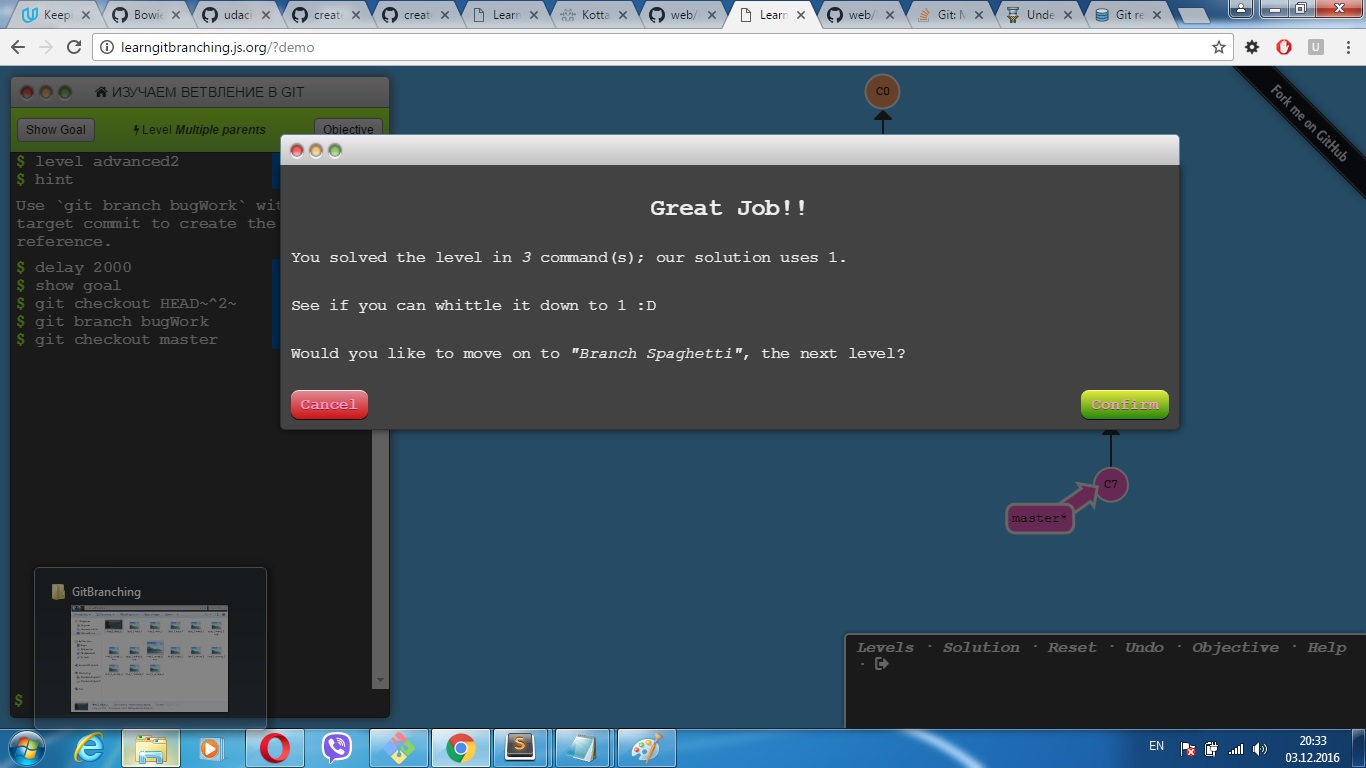 Keepi
Bowie
udaci
create
create
Learn
Kotta
web/
Learn
web/
Git: M
Unde
Git re
learngitbranching.js.org/?demo
U
ИЗУЧАЕМ ВЕТВЛЕНИЕ В GIT
Show Goal
Level Multiple parents
Objective
$ level advanced2
$ hint
Use `git branch bugWork` wit
target commit to create the
reference.
$ delay 2000
$ show goal
$ git checkout HEAD~^2~
$ git branch bugWork
$ git checkout master
$
C0
Fork me on GitHub
Great Job!!
You solved the level in 3 command(s); our solution uses 1.
See if you can whittle it down to 1 :D
Would you like to move on to "Branch Spaghetti", the next level?
Cancel
Confirm
C7
master*
GitBranching
Levels · Solution · Reset · Undo · Objective · Help
·
EN
20:33
03.12.2016